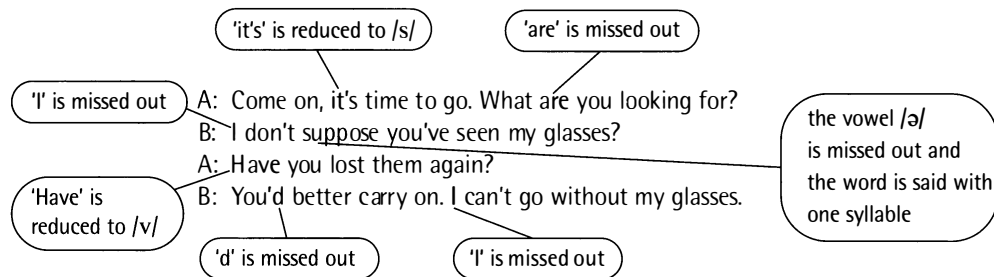 'it's' is reduced to /s/
'are' is missed out
'I' is missed out
A: Come on, it's time to go. What are you looking for?
B: I don't suppose you've seen my glasses?
A: Have you lost them again?
B: You'd better carry on. I can't go without my glasses.
the vowel /ə/
is missed out and
the word is said with
one syllable
'Have' is
reduced to /v/
'd' is missed out
'I' is missed out